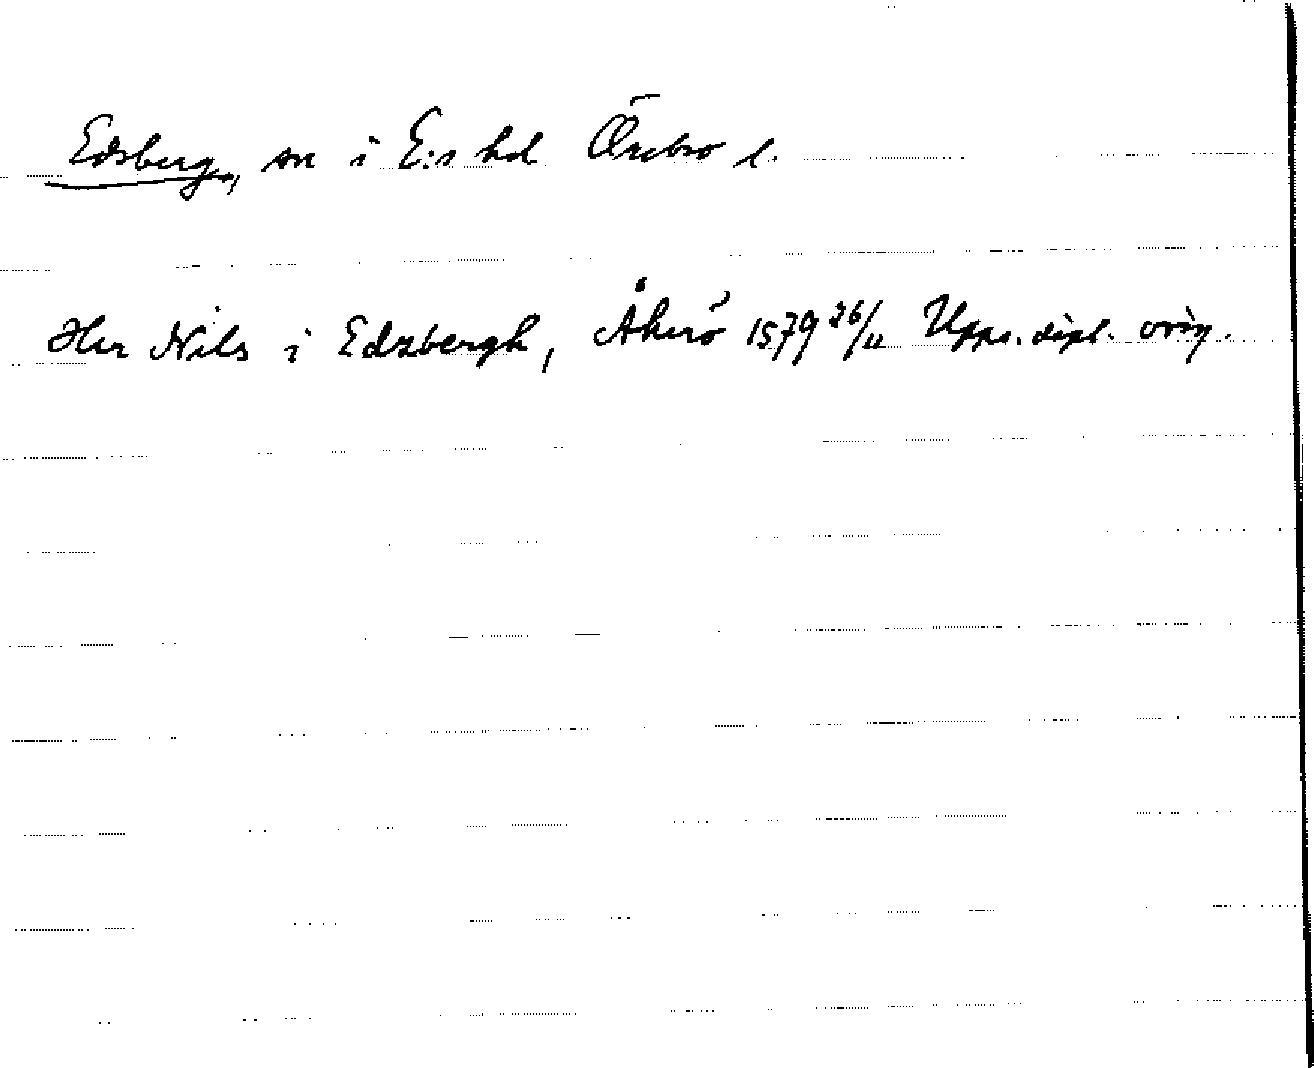 Edsberg, sn i E:s hd Örebro l.
Her Nils i Edzbergh, Åkerö 1579 26/11 Upps. dipl. orig.